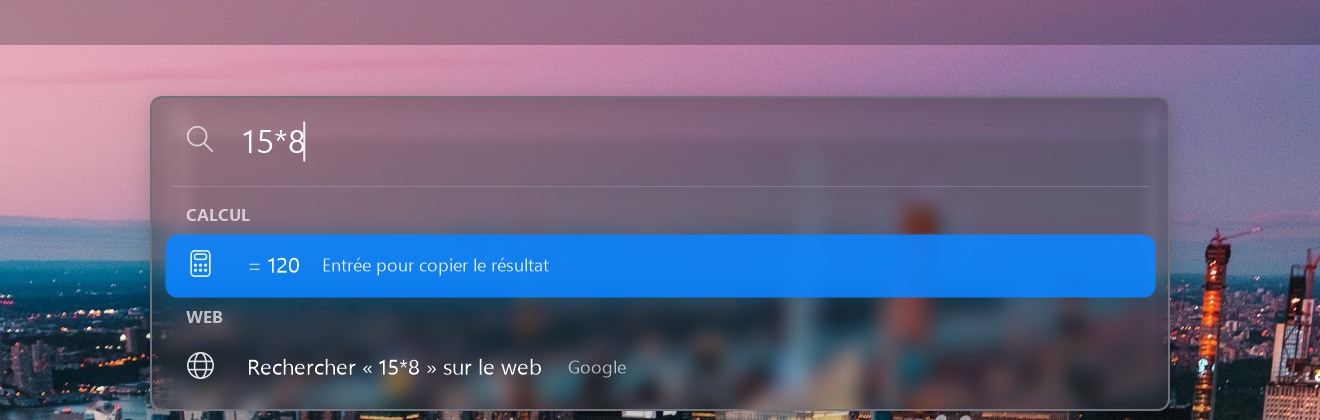 15*8
CALCUL
= 120 Entrée pour copier le résultat
WEB
Rechercher « 15*8 » sur le web Google